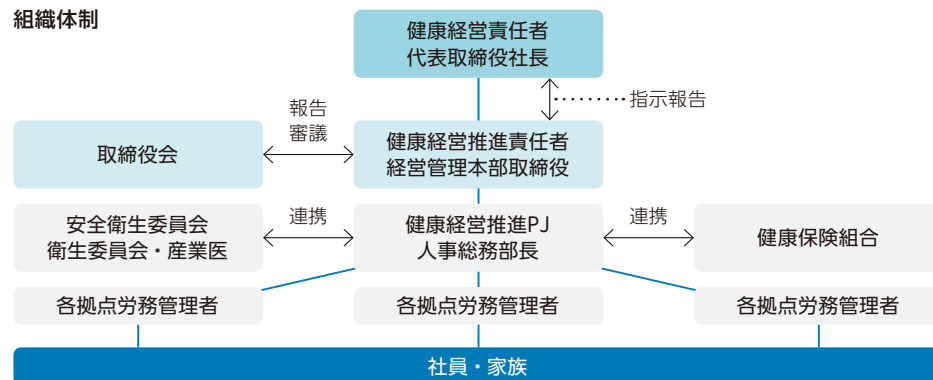 組織体制
健康経営責任者
代表取締役社長
指示報告
報告
審議
取締役会
健康経営推進責任者
経営管理本部取締役
安全衛生委員会
衛生委員会・産業医
連携
健康経営推進PJ
人事総務部長
連携
健康保険組合
各拠点労務管理者
各拠点労務管理者
各拠点労務管理者
社員・家族